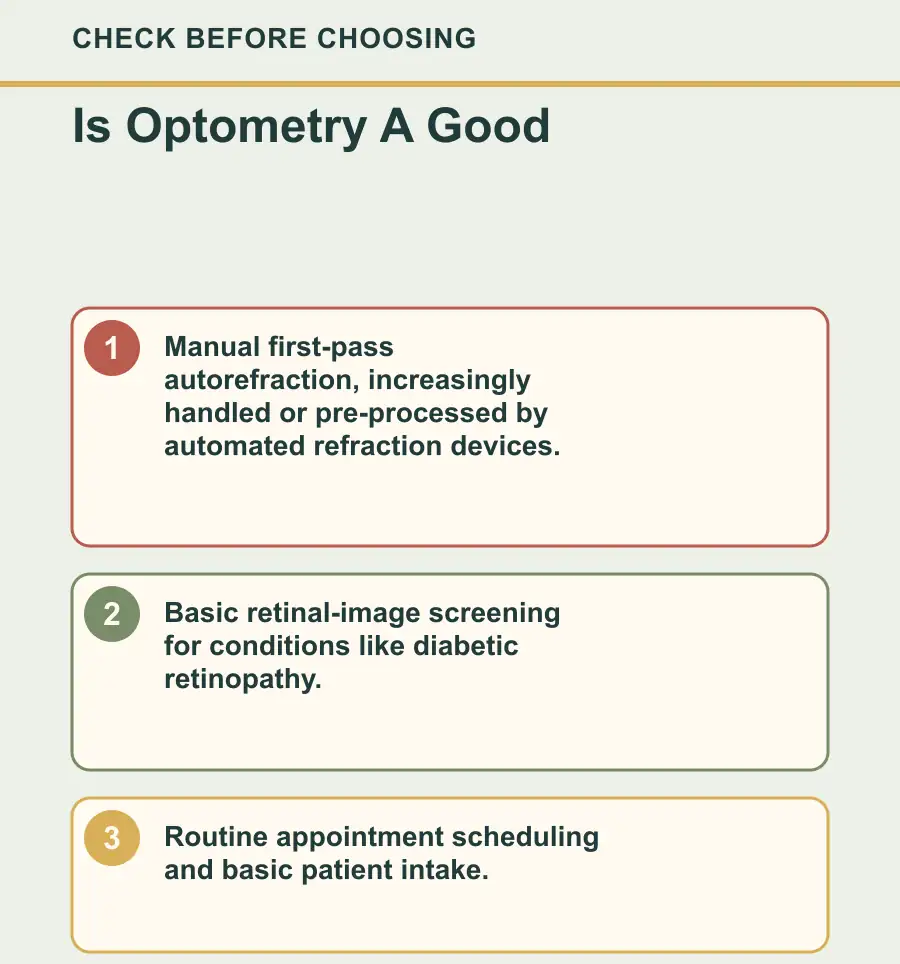 CHECK BEFORE CHOOSING
Is Optometry A Good
1
Manual first-pass
autorefraction, increasingly
handled or pre-processed by
automated refraction devices.
2
Basic retinal-image screening
for conditions like diabetic
retinopathy.
3
Routine appointment scheduling
and basic patient intake.